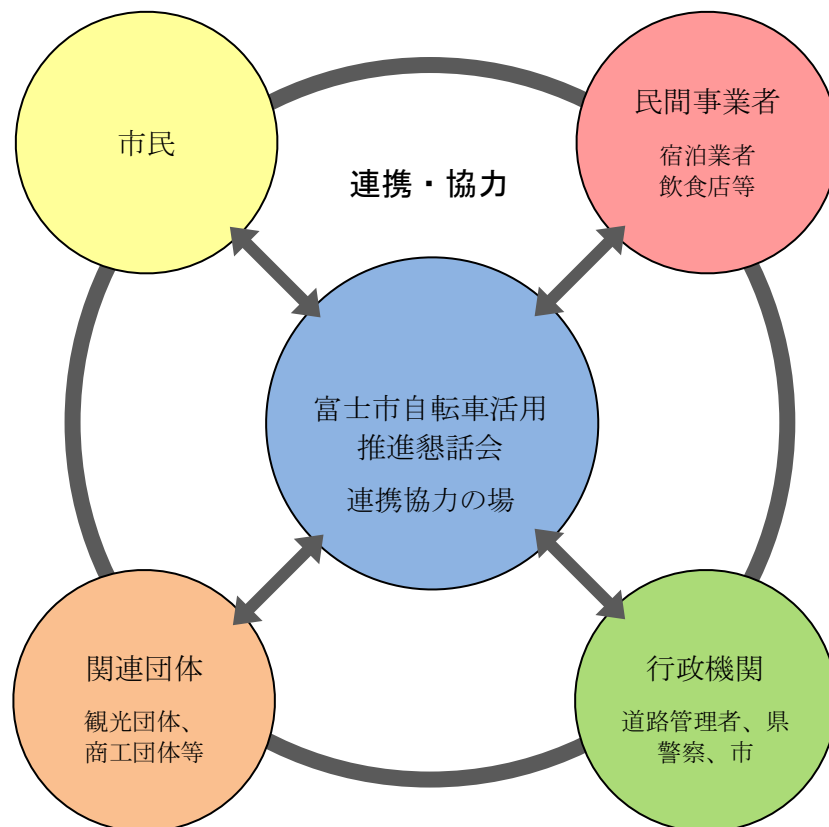 市民
民間事業者
宿泊業者
飲食店等
連携・協力
富士市自転車活用
推進懇話会
連携協力の場
関連団体
観光団体、
商工団体等
行政機関
道路管理者、県
警察、市